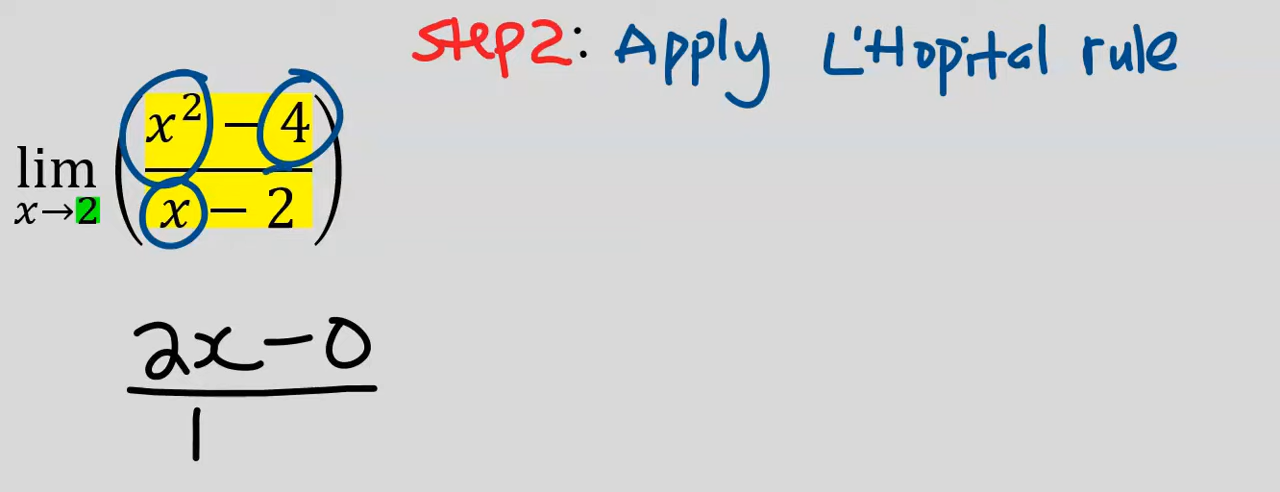 Step2: Apply L'Hopital rule
lim x→2 (x² − 4 / x − 2)
2x − 0
1